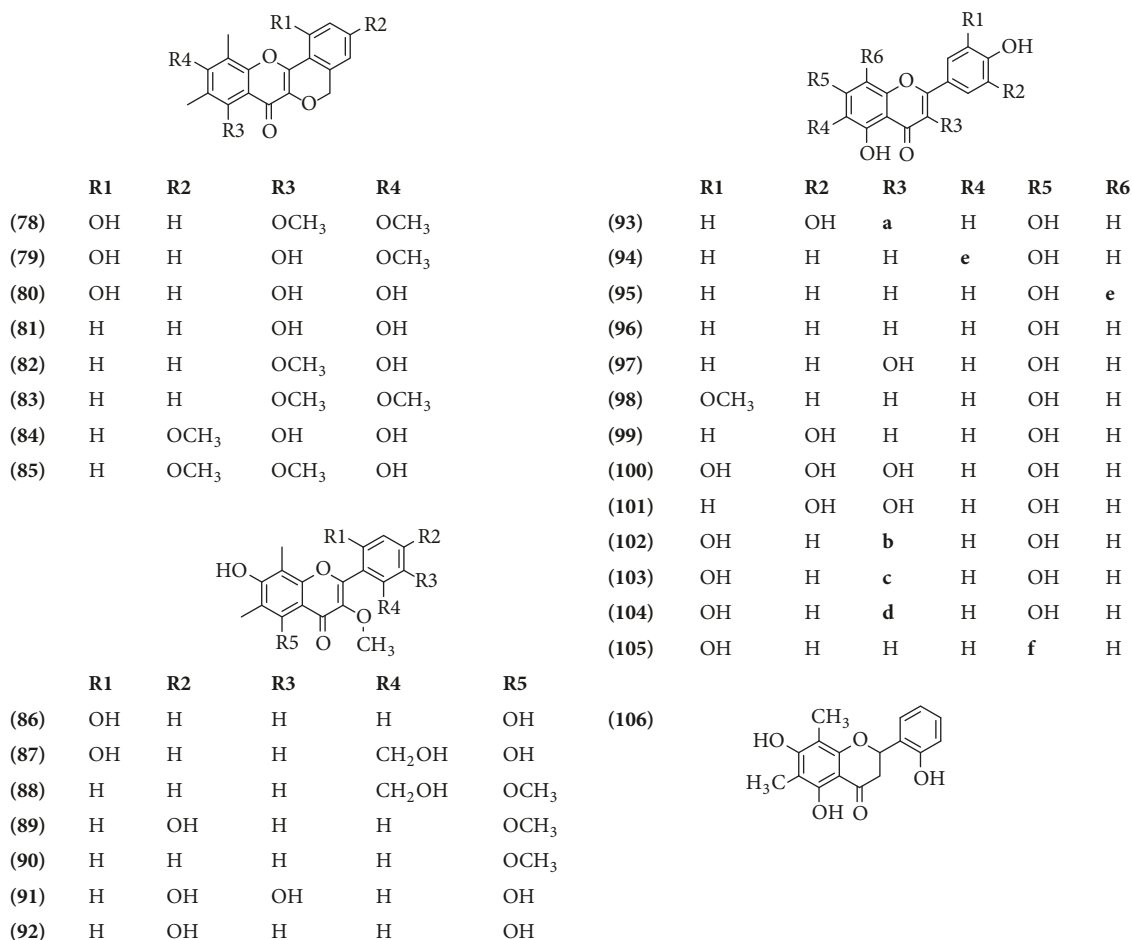 R1
R2
R4
O
O
R3
O
R1 R2 R3 R4
(78) OH H OCH3 OCH3
(79) OH H OH OCH3
(80) OH H OH OH
(81) H H OH OH
(82) H H OCH3 OH
(83) H H OCH3 OCH3
(84) H OCH3 OH OH
(85) H OCH3 OCH3 OH
R1
R2
HO
O
R3
R4
O
R5
O
CH3
R1 R2 R3 R4 R5
(86) OH H H H OH
(87) OH H H CH2OH OH
(88) H H H CH2OH OCH3
(89) H OH H H OCH3
(90) H H H H OCH3
(91) H OH OH H OH
(92) H OH H H OH
R1
OH
R6
R5
O
R2
R4
R3
OH
O
R1 R2 R3 R4 R5 R6
(93) H OH a H OH H
(94) H H H e OH H
(95) H H H H OH e
(96) H H H H OH H
(97) H H OH H OH H
(98) OCH3 H H H OH H
(99) H OH H H OH H
(100) OH OH OH H OH H
(101) H OH OH H OH H
(102) OH H b H OH H
(103) OH H c H OH H
(104) OH H d H OH H
(105) OH H H H f H
(106)
CH3
HO
O
CH3
OH
OH
O